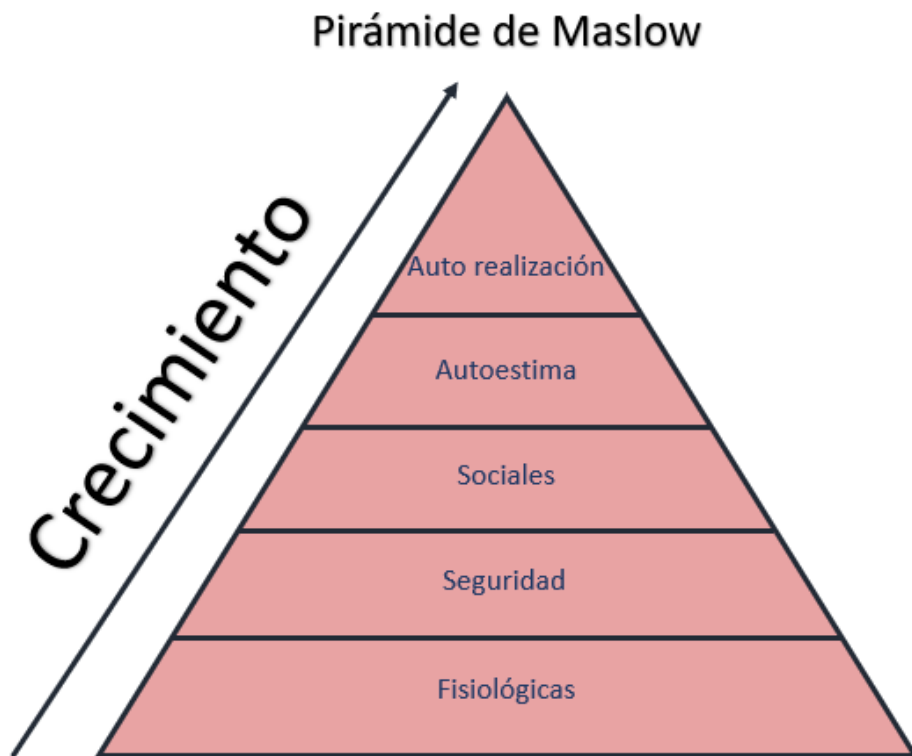 Pirámide de Maslow
Crecimiento
Auto realización
Autoestima
Sociales
Seguridad
Fisiológicas